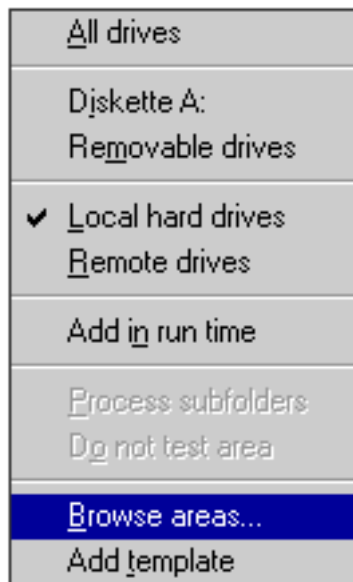 All drives
Diskette A:
Removable drives
Local hard drives
Remote drives
Add in run time
Process subfolders
Do not test area
Browse areas...
Add template